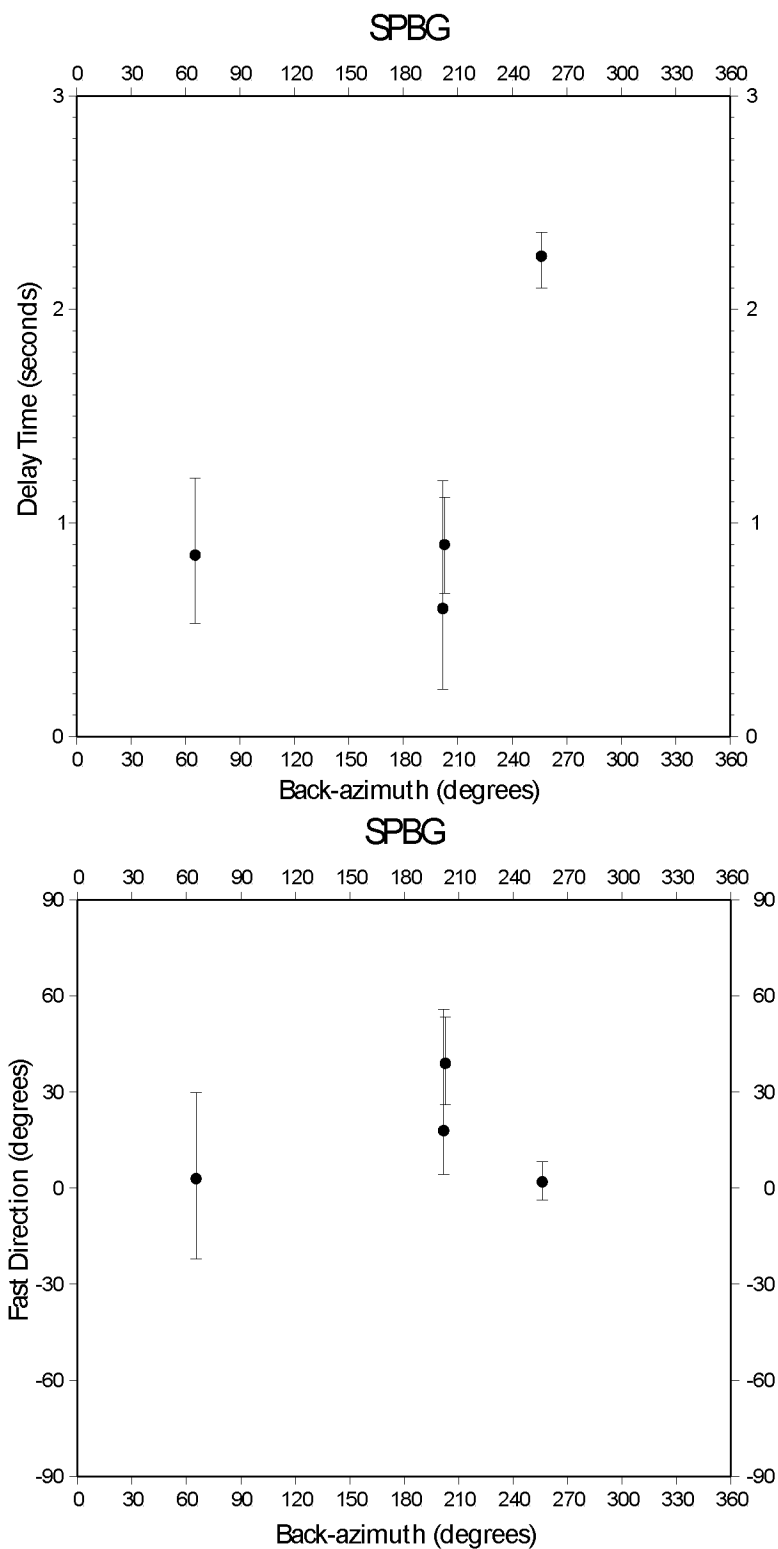 SPBG
0 30 60 90 120 150 180 210 240 270 300 330 360
3 3
2 2
Delay Time (seconds)
1 1
0 0
0 30 60 90 120 150 180 210 240 270 300 330 360
Back-azimuth (degrees)
SPBG
0 30 60 90 120 150 180 210 240 270 300 330 360
90 90
60 60
30 30
Fast Direction (degrees)
0 0
-30 -30
-60 -60
-90 -90
0 30 60 90 120 150 180 210 240 270 300 330 360
Back-azimuth (degrees)